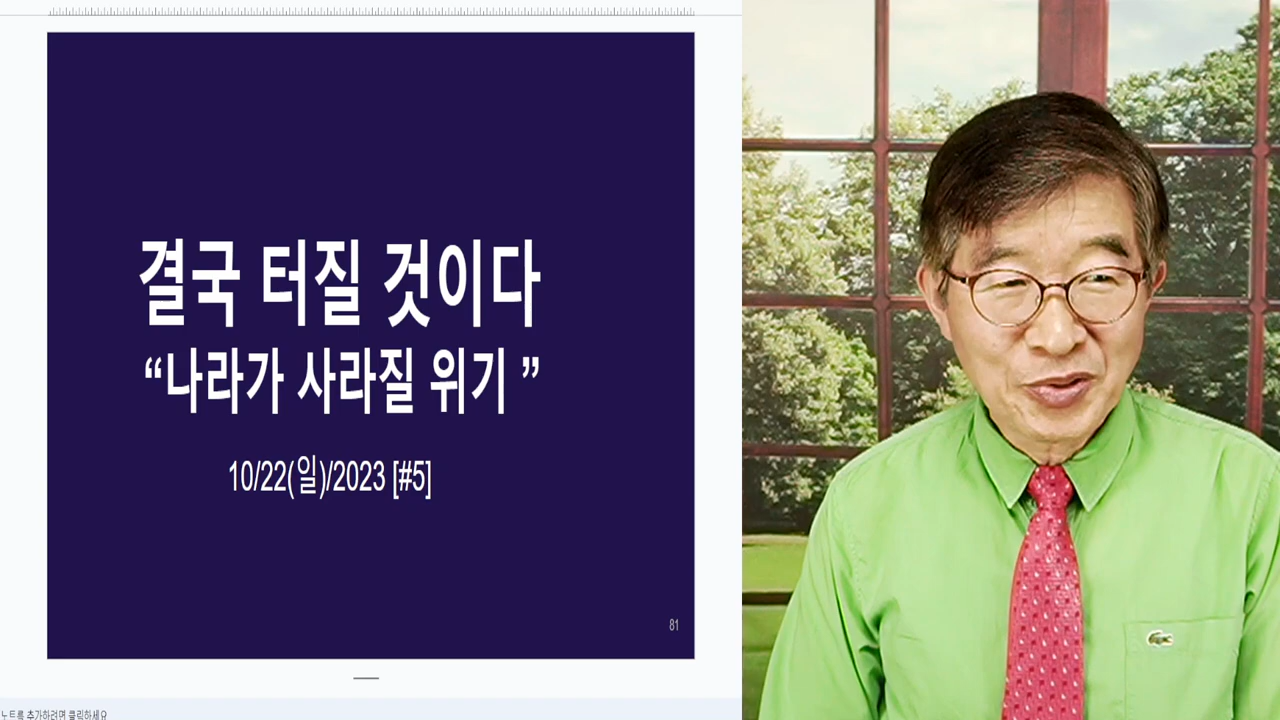 결국 터질 것이다
“나라가 사라질 위기 ”
10/22(일)/2023 [#5]
81
노트를 추가하려면 클릭하세요